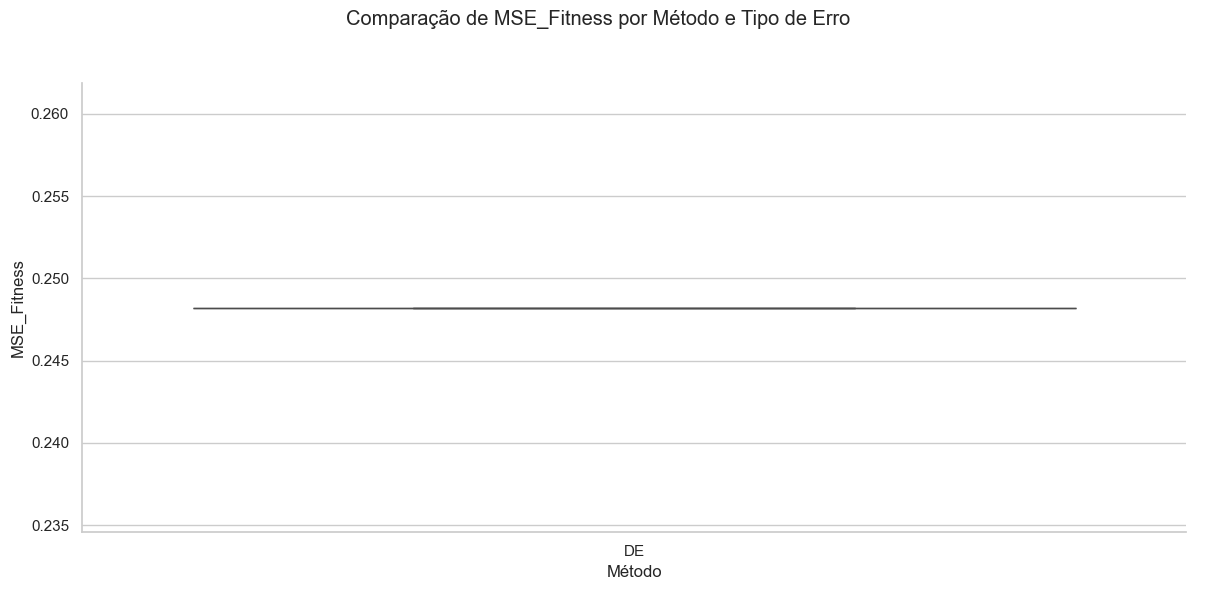 Comparação de MSE_Fitness por Método e Tipo de Erro
0.260
0.255
0.250
0.245
0.240
0.235
MSE_Fitness
DE
Método